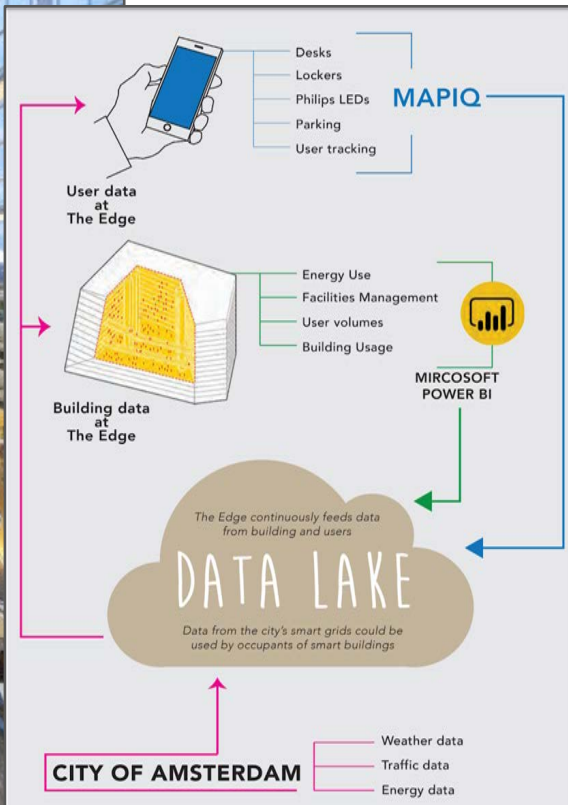 Desks
Lockers
Philips LEDs
Parking
User tracking
MAPIQ
User data
at
The Edge
Energy Use
Facilities Management
User volumes
Building Usage
MIRCOSOFT
POWER BI
Building data
at
The Edge
The Edge continuously feeds data
from building and users
DATA LAKE
Data from the city's smart grids could be
used by occupants of smart buildings
CITY OF AMSTERDAM
Weather data
Traffic data
Energy data